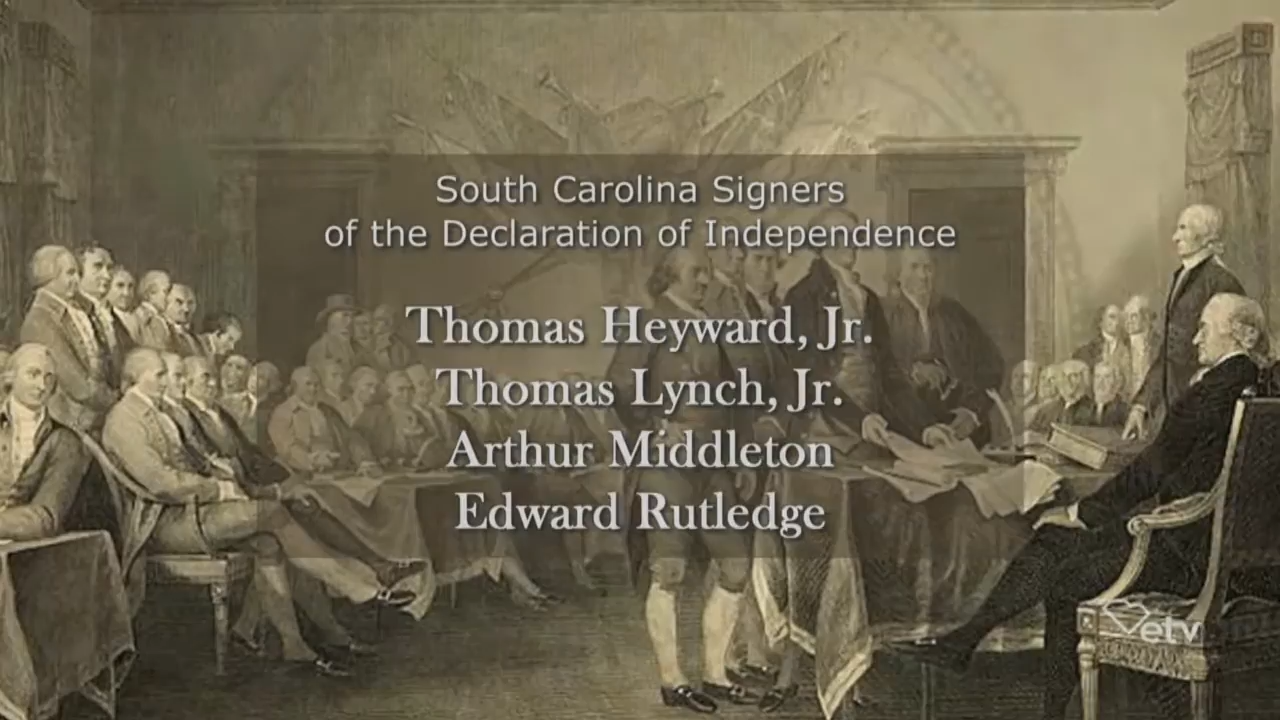 South Carolina Signers
of the Declaration of Independence
Thomas Heyward, Jr.
Thomas Lynch, Jr.
Arthur Middleton
Edward Rutledge
etv